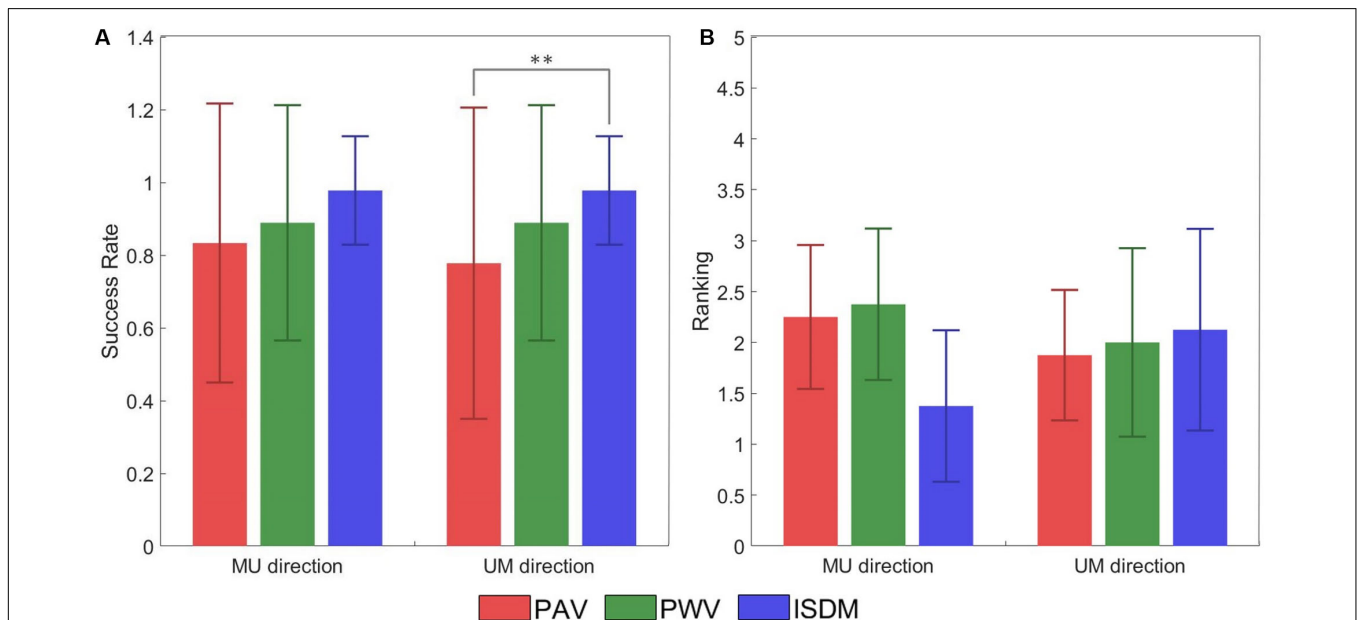 A
1.4
1.2
1
0.8
0.6
0.4
0.2
0
Success Rate
**
MU direction
UM direction
B
5
4.5
4
3.5
3
2.5
2
1.5
1
0.5
0
Ranking
MU direction
UM direction
PAV PWV ISDM